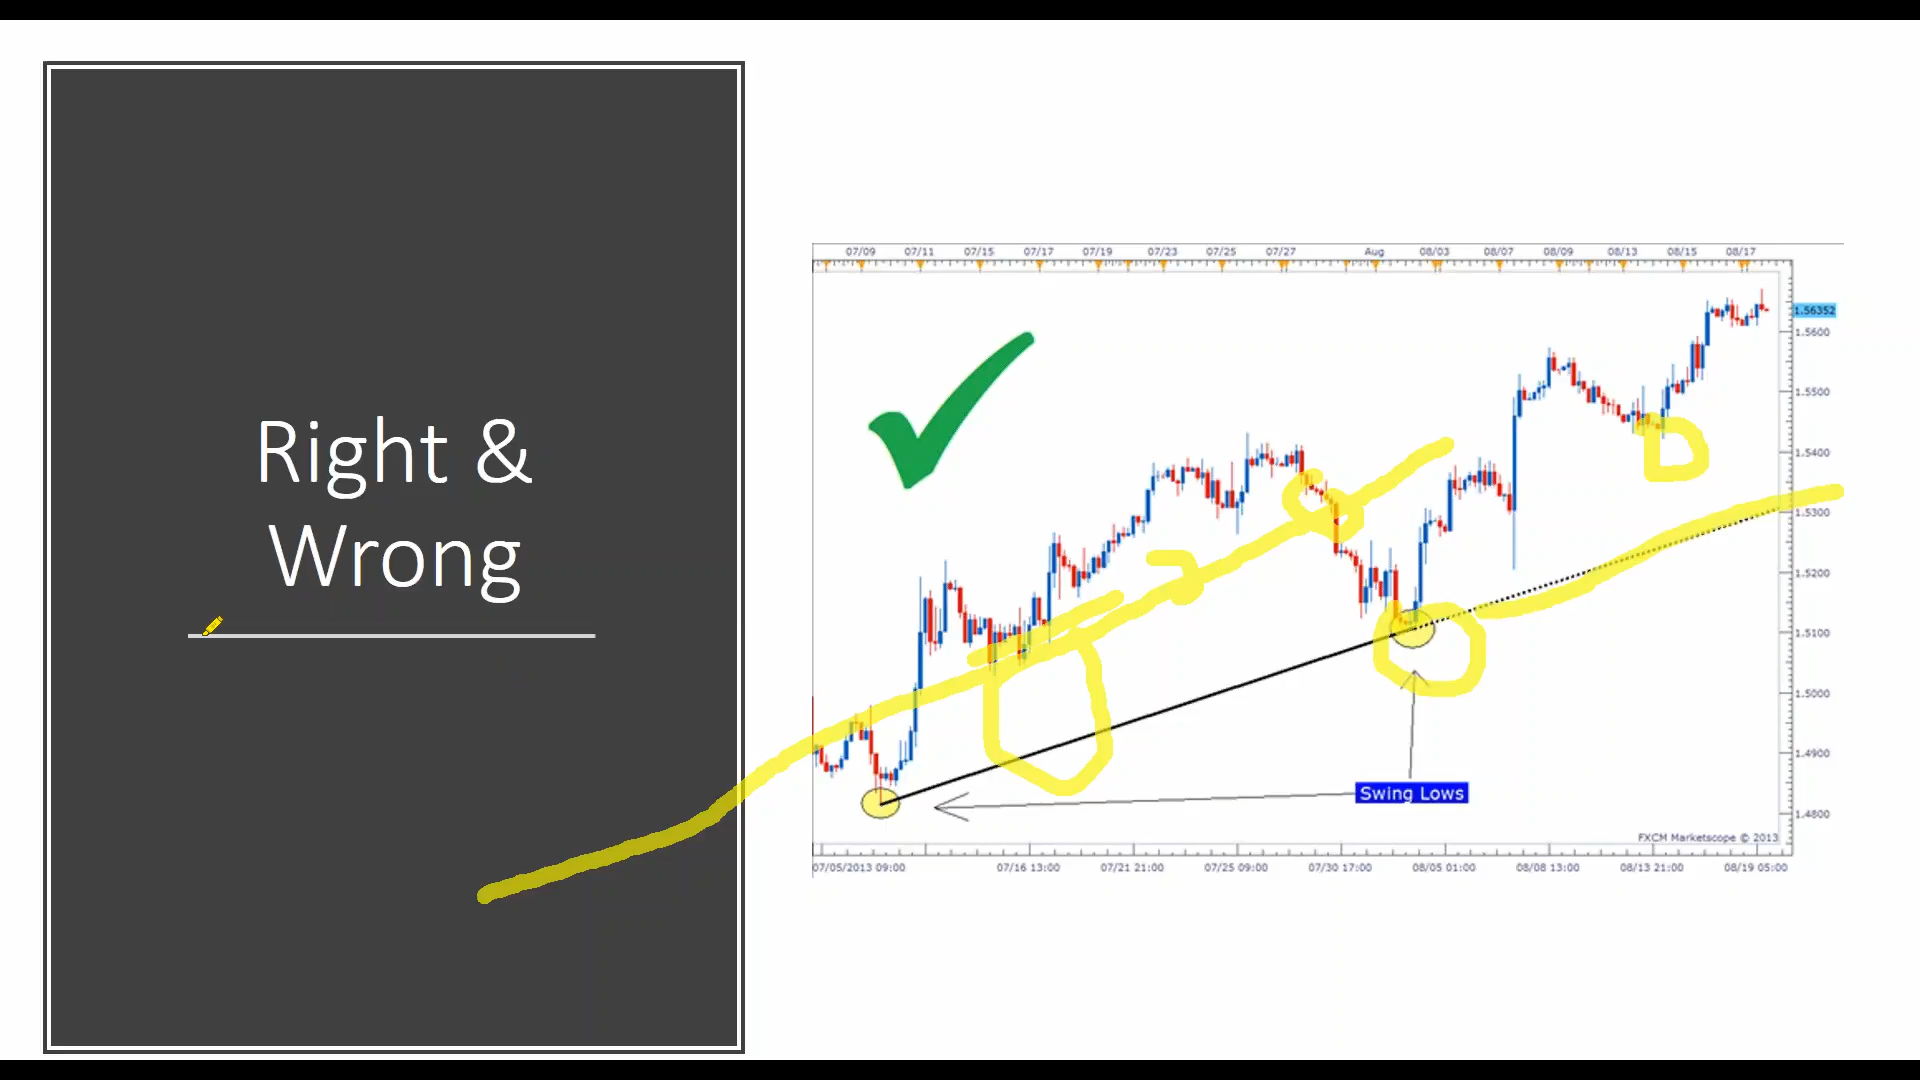 Right &
Wrong
07/09 07/11 07/15 07/17 07/19 07/23 07/25 07/27 Aug 08/03 08/07 08/09 08/13 08/15 08/17
1.56352
1.5600
1.5500
1.5400
1.5300
1.5200
1.5100
1.5000
1.4900
1.4800
Swing Lows
FXCM Marketscope © 2013
07/05/2013 09:00 07/16 13:00 07/21 21:00 07/25 09:00 07/30 17:00 08/05 01:00 08/08 13:00 08/13 21:00 08/19 05:00